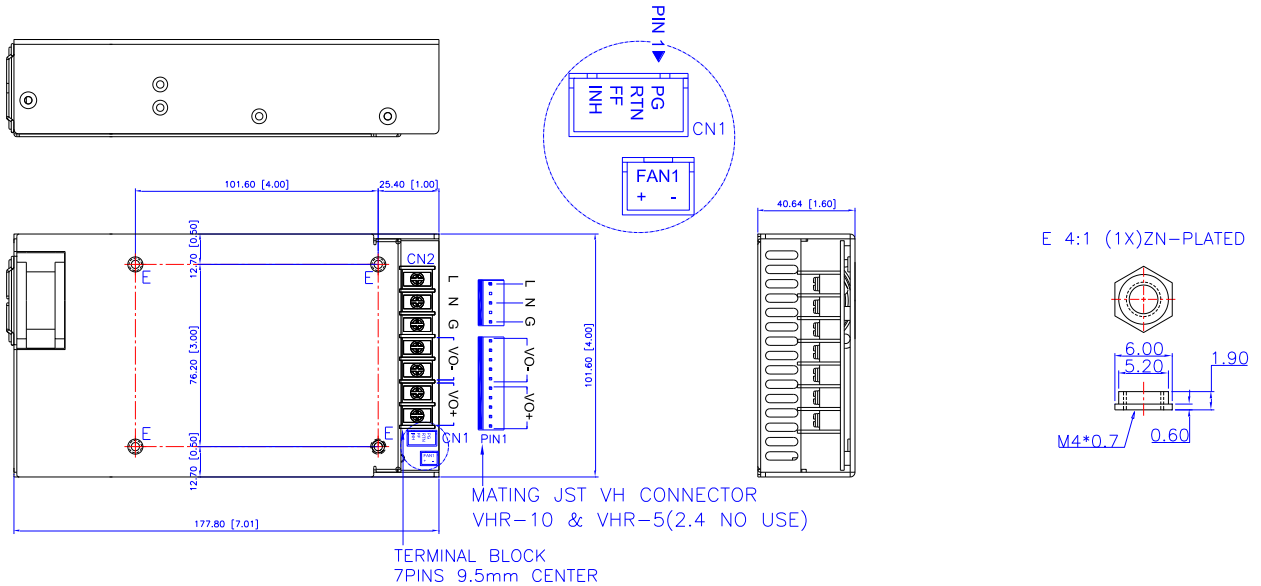 PIN 1
PG
RTN
FF
INH
CN1
FAN1
+ -
101.60 [4.00]
25.40 [1.00]
40.64 [1.60]
E 4:1 (1X)ZN-PLATED
12.70 [0.50]
76.20 [3.00]
12.70 [0.50]
101.60 [4.00]
E
E
E
E
CN2
L
N
G
VO-
VO+
L
N
G
VO-
VO+
CN1
PIN1
FAN1
177.80 [7.01]
MATING JST VH CONNECTOR
VHR-10 & VHR-5(2.4 NO USE)
TERMINAL BLOCK
7PINS 9.5mm CENTER
6.00
5.20
1.90
M4*0.7
0.60